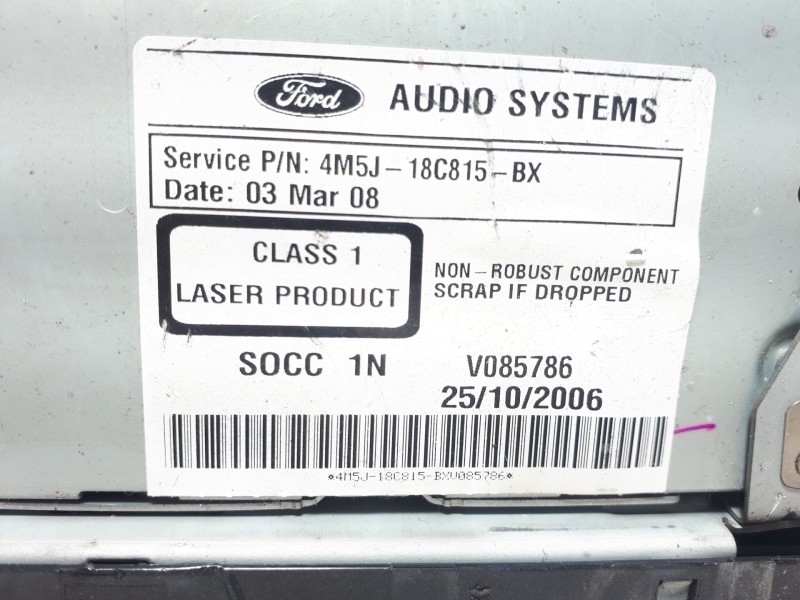 Ford AUDIO SYSTEMS
Service P/N: 4M5J-18C815-BX
Date: 03 Mar 08
CLASS 1
LASER PRODUCT
NON-ROBUST COMPONENT
SCRAP IF DROPPED
SOCC 1N V085786
25/10/2006
*4M5J-18C815-BXV085786*